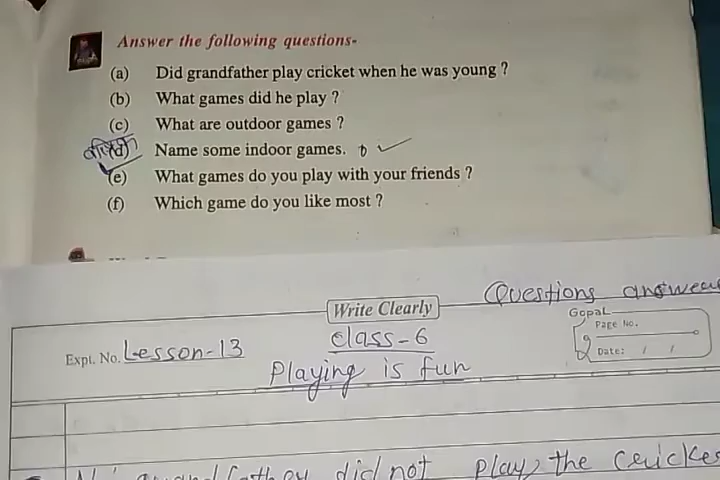 Answer the following questions-
(a) Did grandfather play cricket when he was young ?
(b) What games did he play ?
(c) What are outdoor games ?
(d) Name some indoor games.
(e) What games do you play with your friends ?
(f) Which game do you like most ?
Questions answeu
Write Clearly
Gopal
Page No.
Date: / /
Expt. No. Lesson-13
class-6
Playing is fun
did not play the